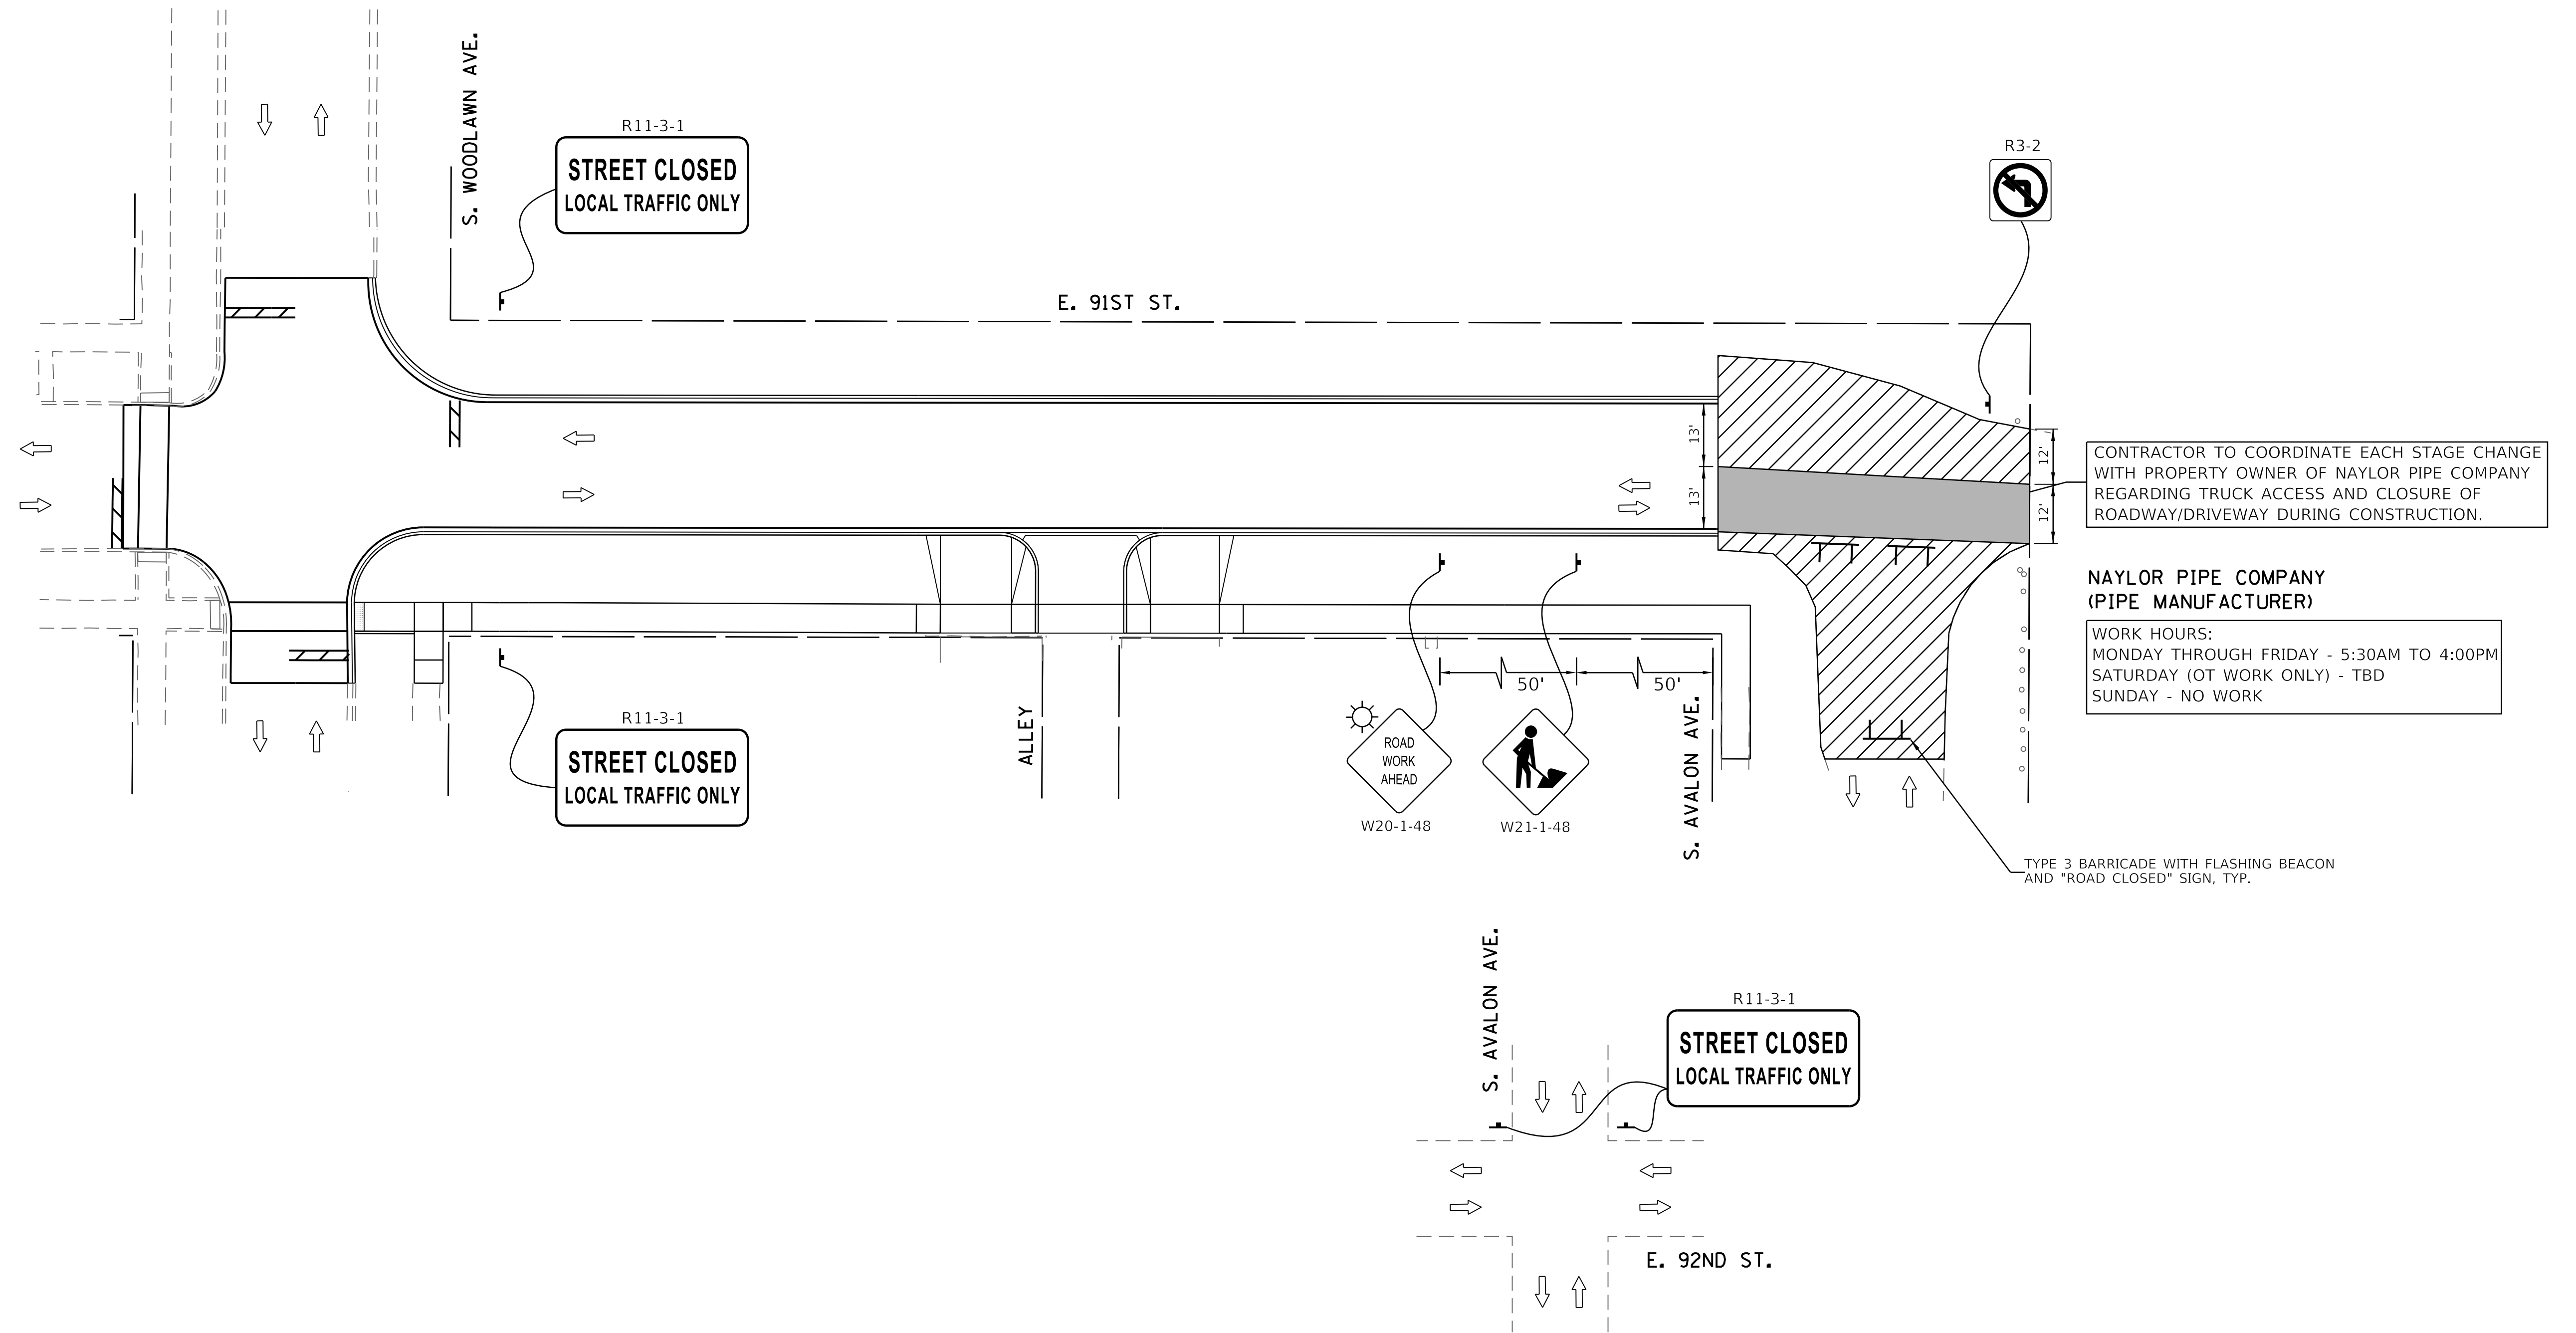 S. WOODLAWN AVE.
R11-3-1
STREET CLOSED
LOCAL TRAFFIC ONLY
R3-2
E. 91ST ST.
13'
13'
12'
12'
CONTRACTOR TO COORDINATE EACH STAGE CHANGE
WITH PROPERTY OWNER OF NAYLOR PIPE COMPANY
REGARDING TRUCK ACCESS AND CLOSURE OF
ROADWAY/DRIVEWAY DURING CONSTRUCTION.
NAYLOR PIPE COMPANY
(PIPE MANUFACTURER)
WORK HOURS:
MONDAY THROUGH FRIDAY - 5:30AM TO 4:00PM
SATURDAY (OT WORK ONLY) - TBD
SUNDAY - NO WORK
50'
50'
R11-3-1
STREET CLOSED
LOCAL TRAFFIC ONLY
ALLEY
ROAD
WORK
AHEAD
W20-1-48
W21-1-48
S. AVALON AVE.
TYPE 3 BARRICADE WITH FLASHING BEACON
AND "ROAD CLOSED" SIGN, TYP.
S. AVALON AVE.
R11-3-1
STREET CLOSED
LOCAL TRAFFIC ONLY
E. 92ND ST.